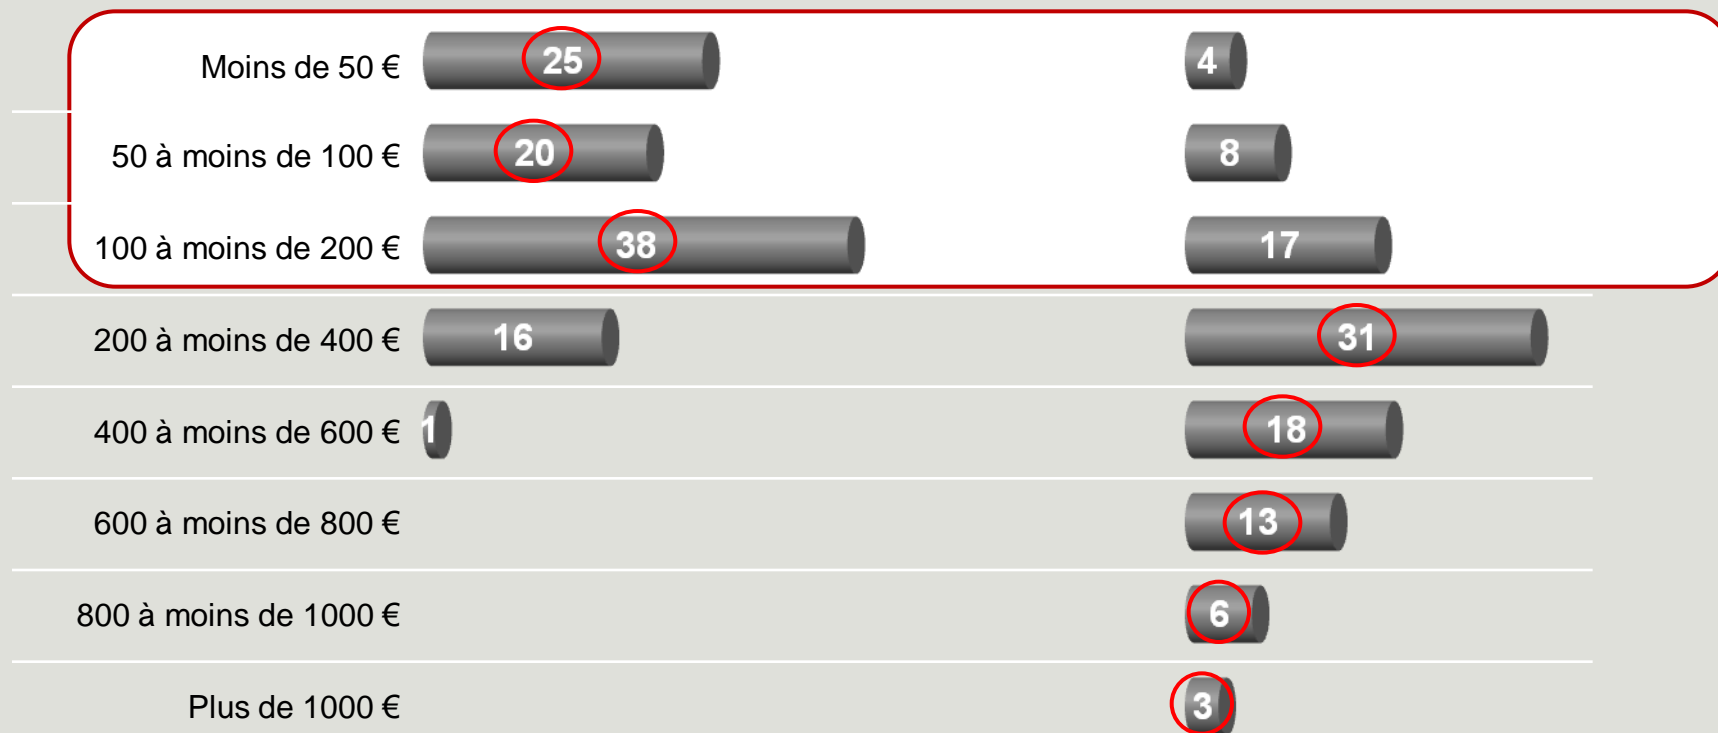 Moins de 50 € 25 4
50 à moins de 100 € 20 8
100 à moins de 200 € 38 17
200 à moins de 400 € 16 31
400 à moins de 600 € 1 18
600 à moins de 800 € 13
800 à moins de 1000 € 6
Plus de 1000 € 3